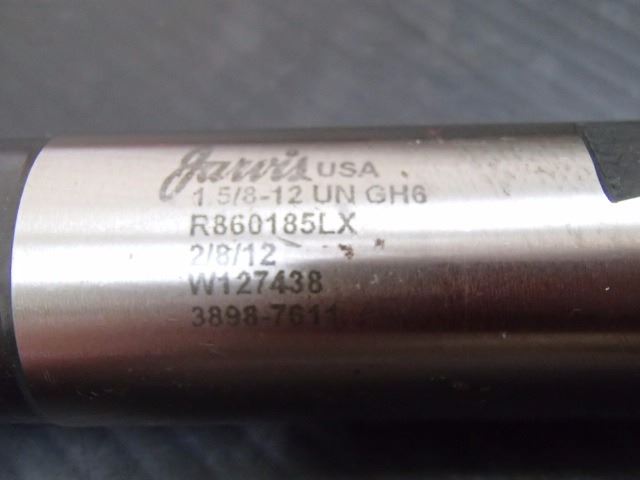 Jarvis USA
1.5/8-12 UN GH6
R860185LX
2/8/12
W127438
3898-7611